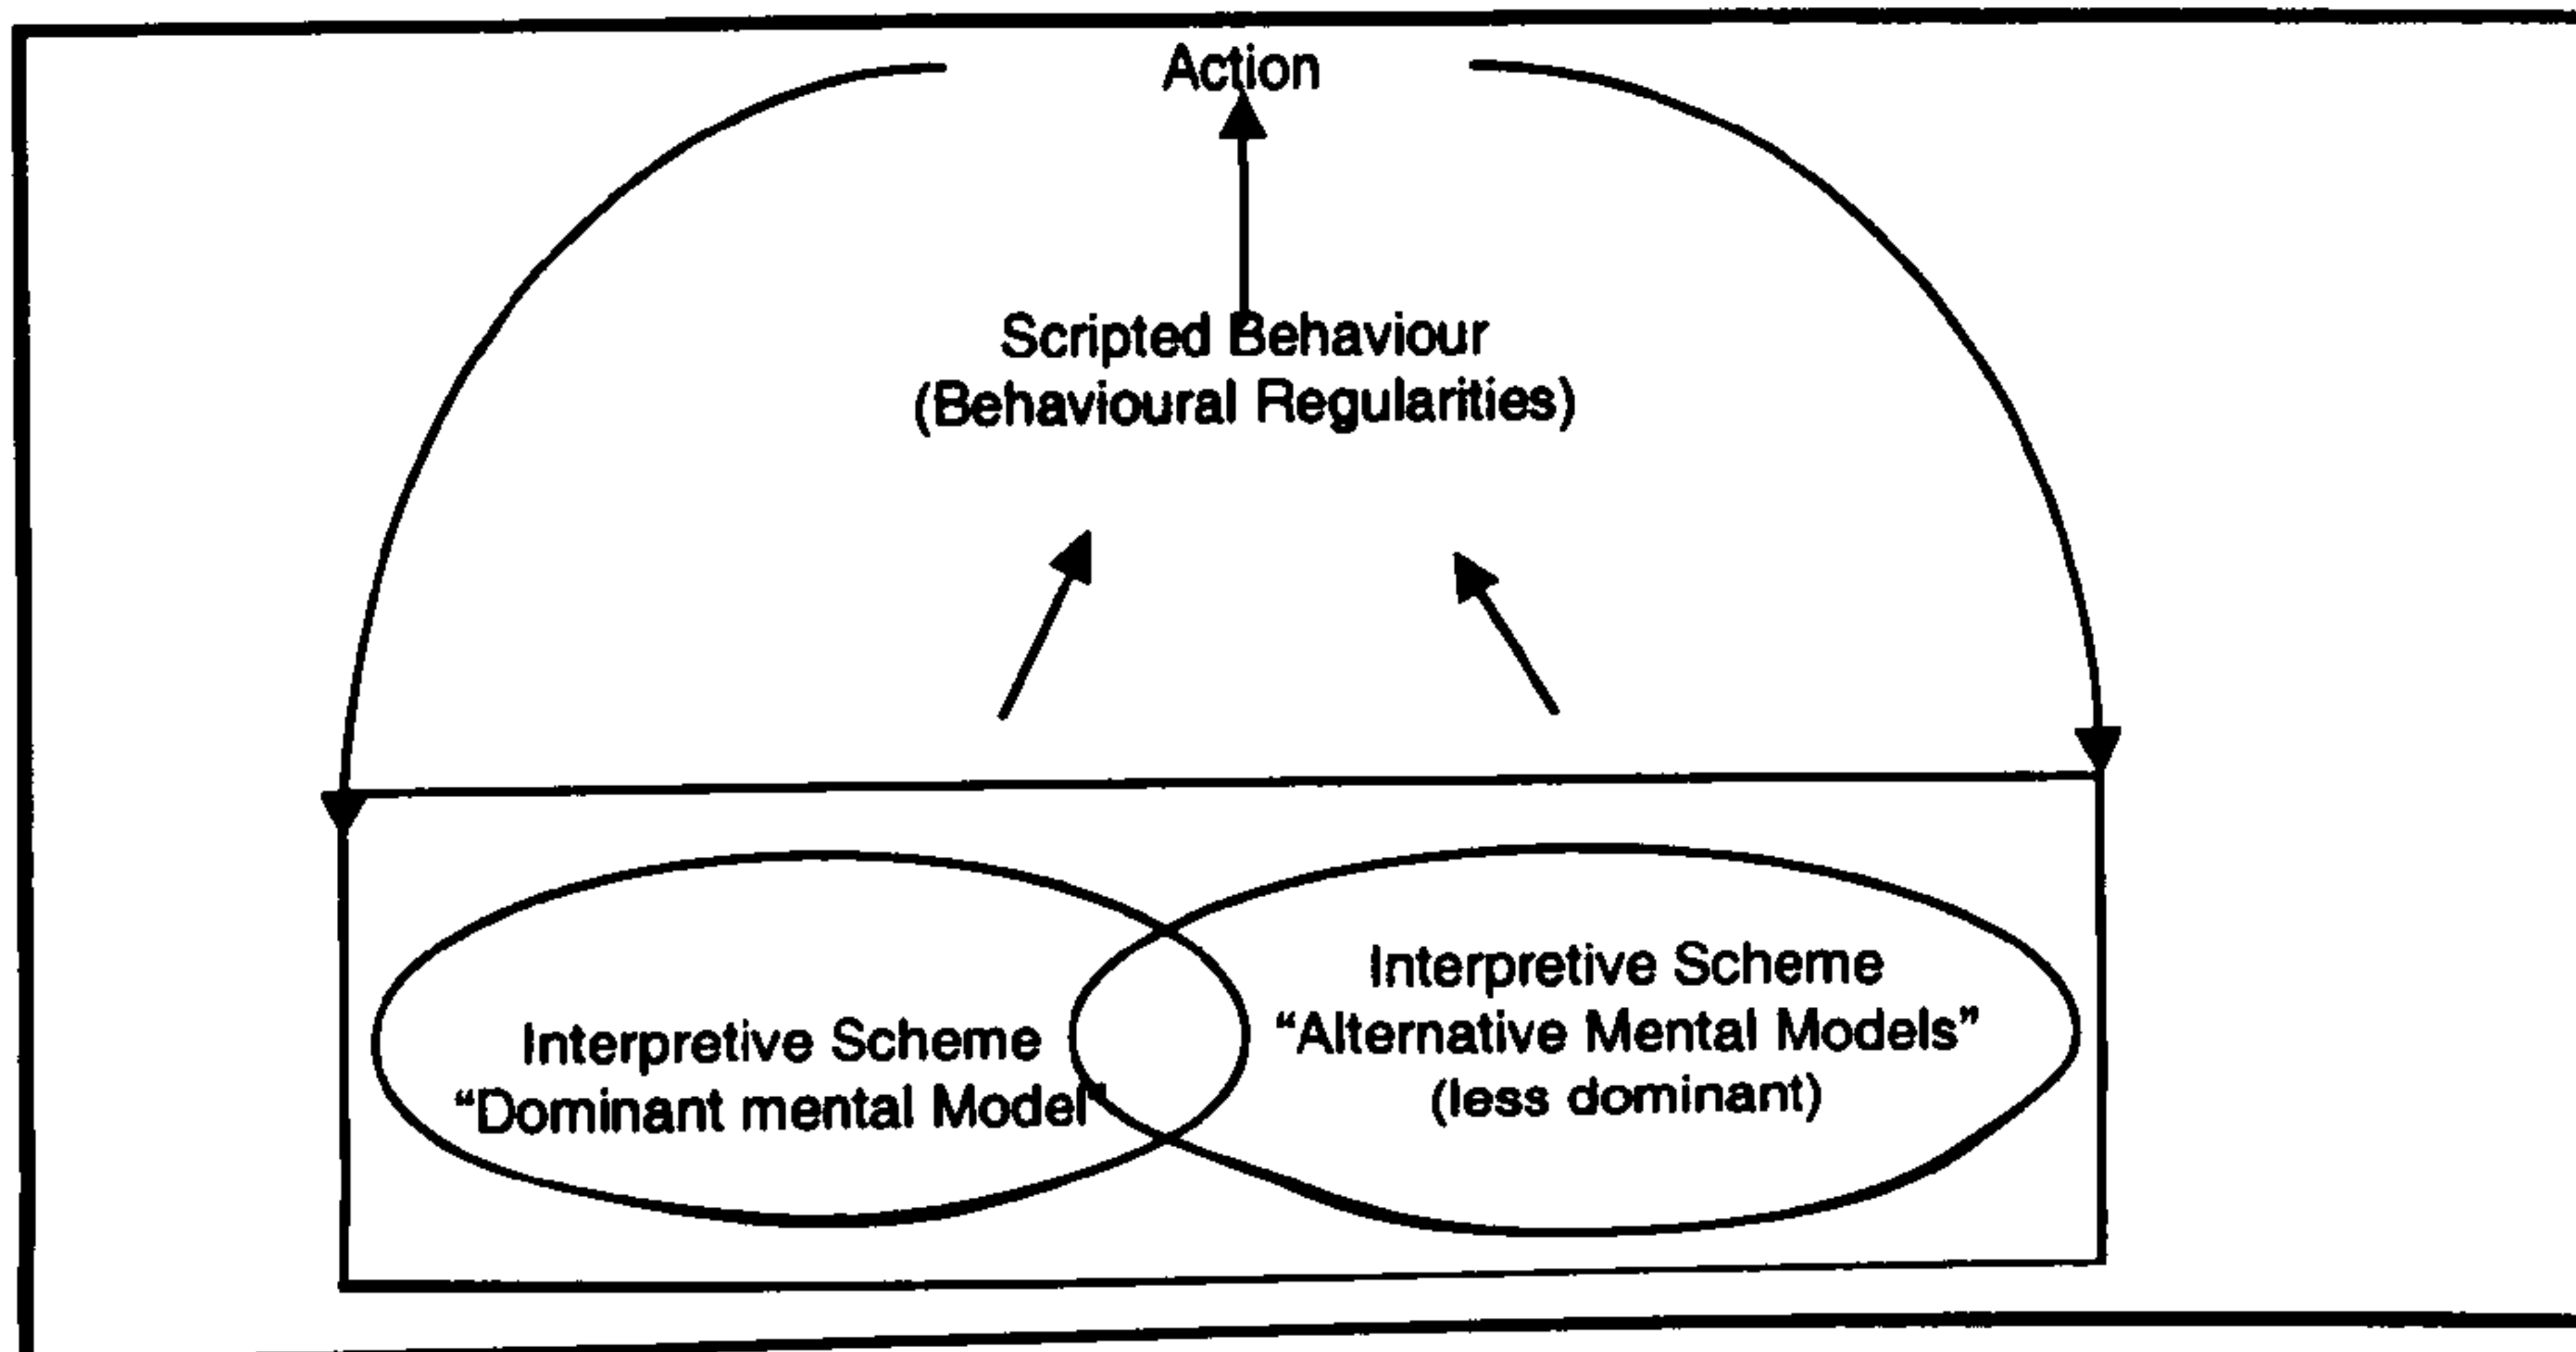 Action
Scripted Behaviour
(Behavioural Regularities)
Interpretive Scheme
“Dominant mental Model”
Interpretive Scheme
“Alternative Mental Models”
(less dominant)